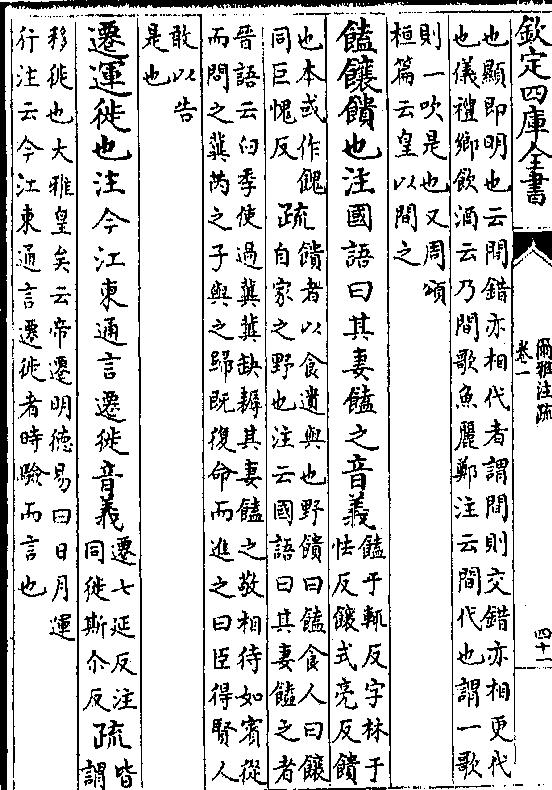 欽定四庫全書
爾雅注疏
卷一
四十一
也顯即明也云間錯亦相代者謂間則交錯亦相更代
也儀禮鄉飲酒云乃間歌魚麗鄭注云間代也謂一歌
則一吹是也又周頌
桓篇云皇以間之
饁饟饋也注國語曰其妻饁之音義
饁于輒反字林于
怯反饟式亮反饋
也本或作餽
同巨愧反
疏
饋者以食遺與也野饋曰饁食人曰饟
自家之野也注云國語曰其妻饁之者
晉語云臼季使過冀冀缺耨其妻饁之敬相待如賓從
而問之冀芮之子與之歸既復命而進之曰臣得賢人
敢以告
是也
遷運徙也注今江東通言遷徙音義
遷七延反注
同徙斯尒反
疏
皆
謂
移徙也大雅皇矣云帝遷明德易曰日月運
行注云今江東通言遷徙者時驗而言也